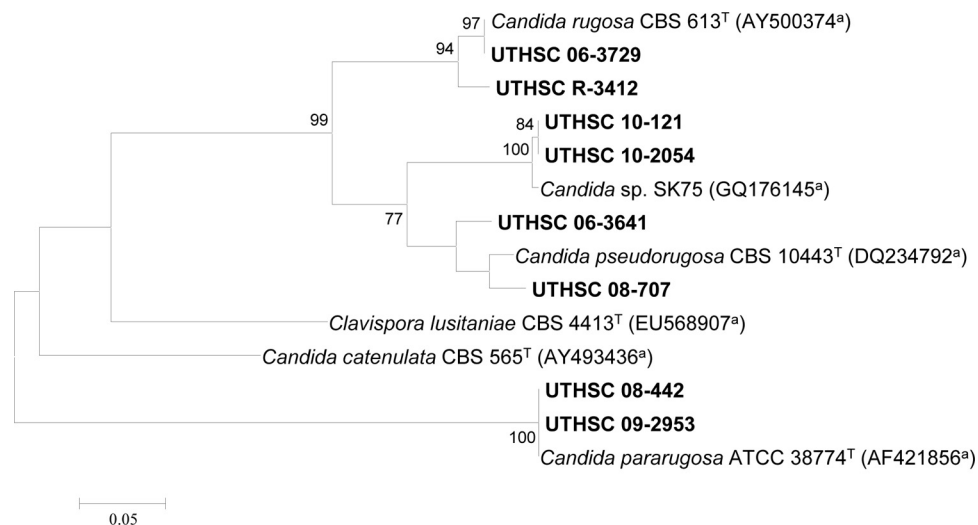 97
Candida rugosa CBS 613ᵀ (AY500374ᵃ)
94
UTHSC 06-3729
UTHSC R-3412
99
84
UTHSC 10-121
100
UTHSC 10-2054
Candida sp. SK75 (GQ176145ᵃ)
77
UTHSC 06-3641
Candida pseudorugosa CBS 10443ᵀ (DQ234792ᵃ)
UTHSC 08-707
Clavispora lusitaniae CBS 4413ᵀ (EU568907ᵃ)
Candida catenulata CBS 565ᵀ (AY493436ᵃ)
UTHSC 08-442
UTHSC 09-2953
100
Candida pararugosa ATCC 38774ᵀ (AF421856ᵃ)
0.05